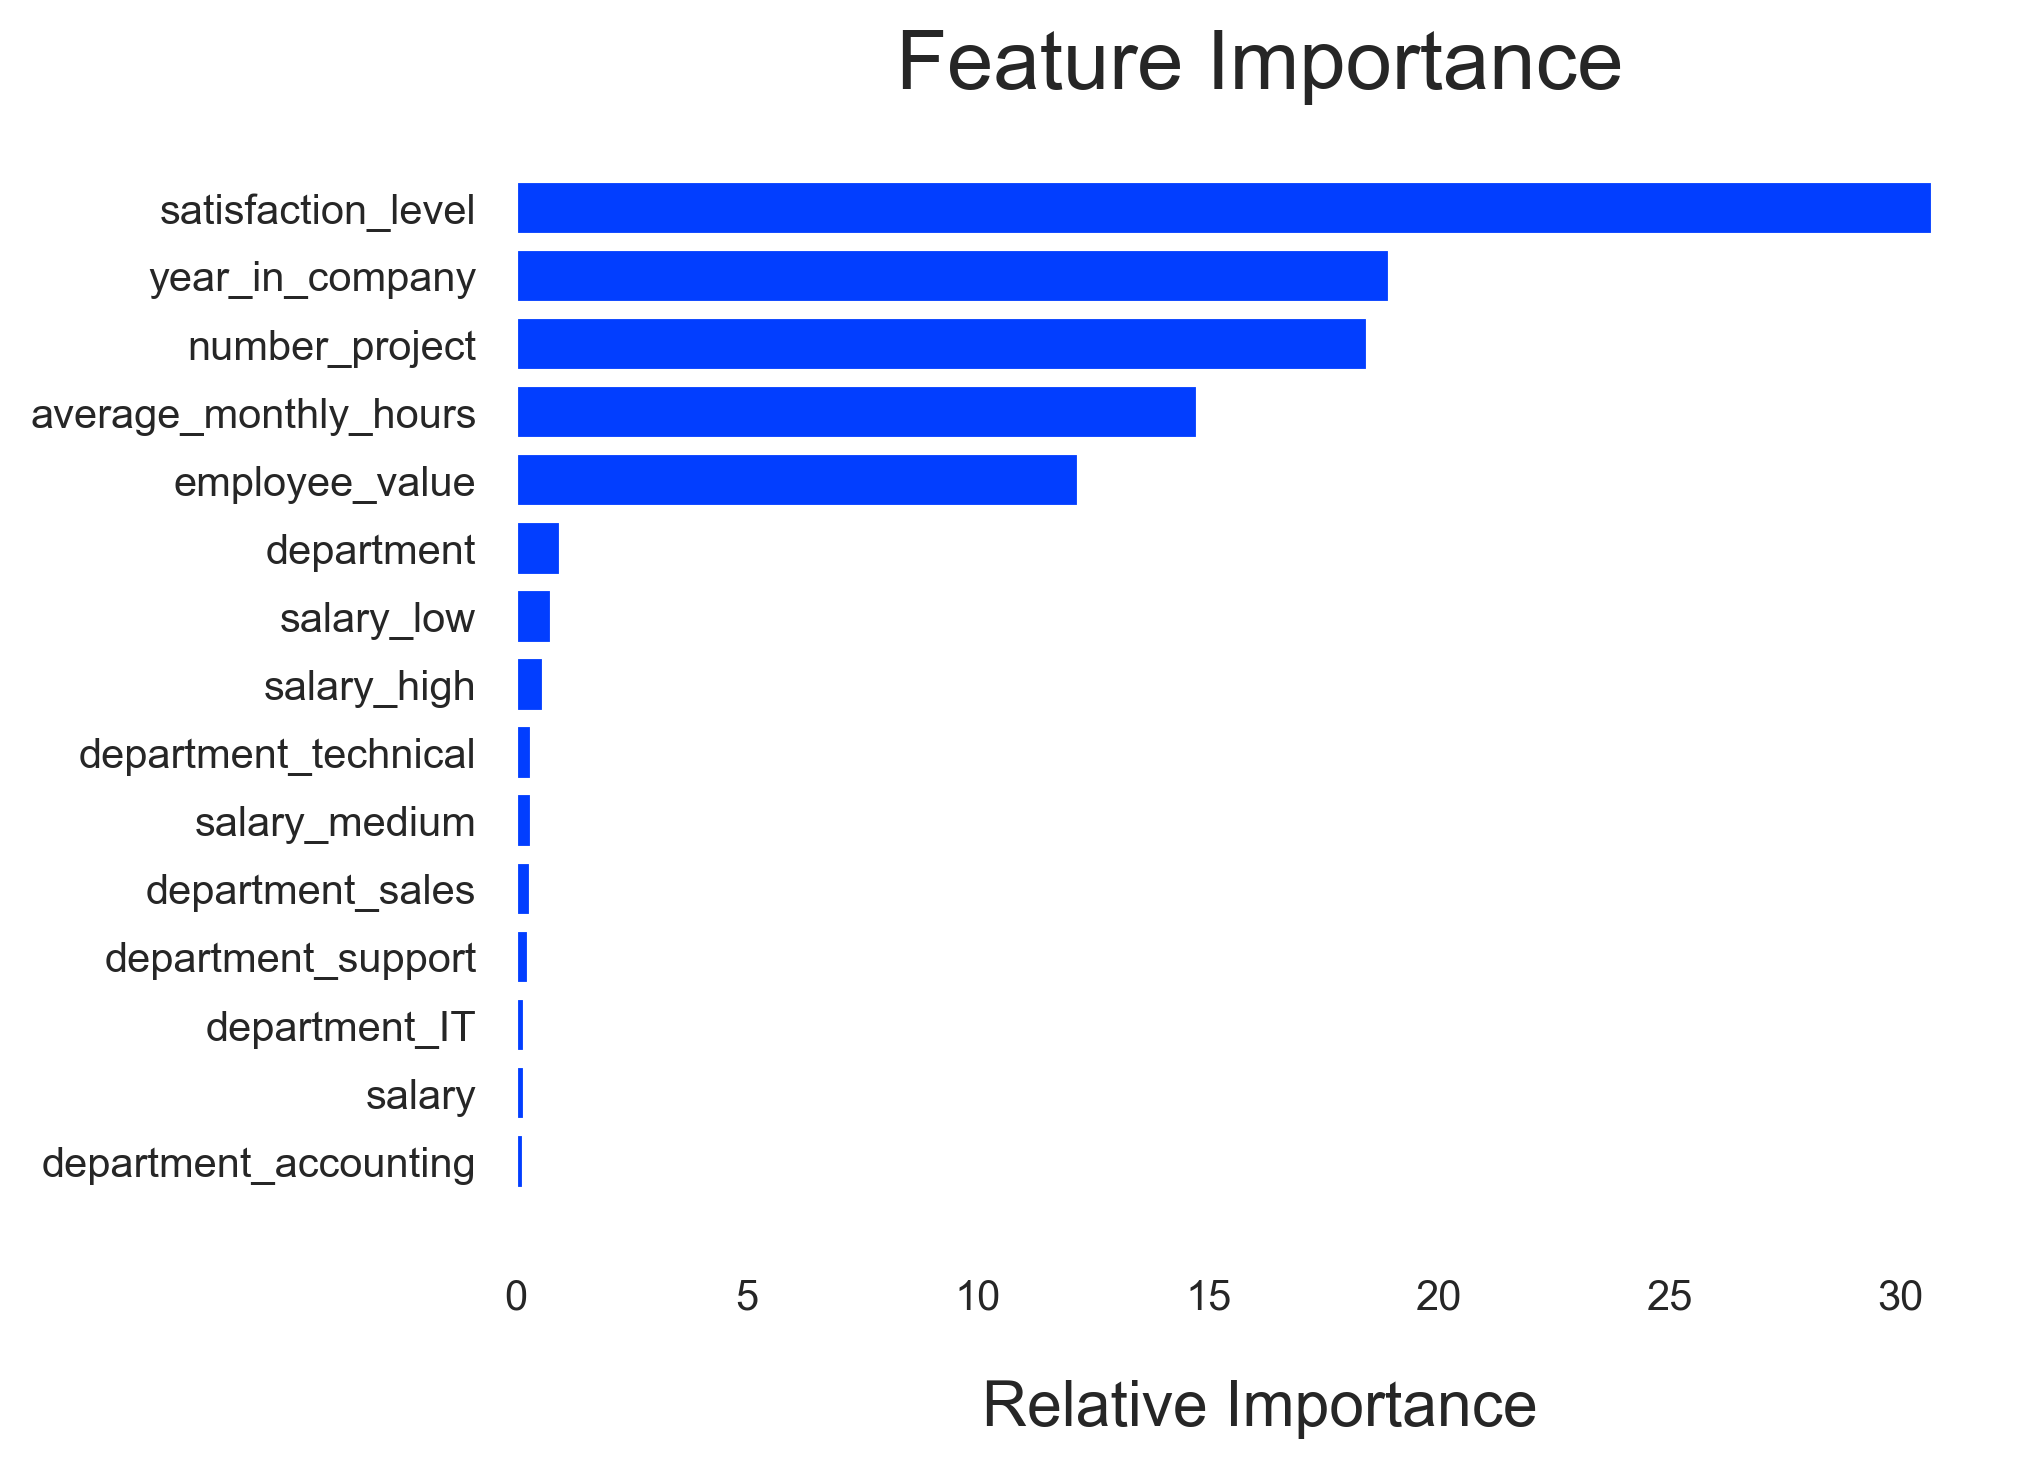 Feature Importance
satisfaction_level
year_in_company
number_project
average_monthly_hours
employee_value
department
salary_low
salary_high
department_technical
salary_medium
department_sales
department_support
department_IT
salary
department_accounting
0 5 10 15 20 25 30
Relative Importance